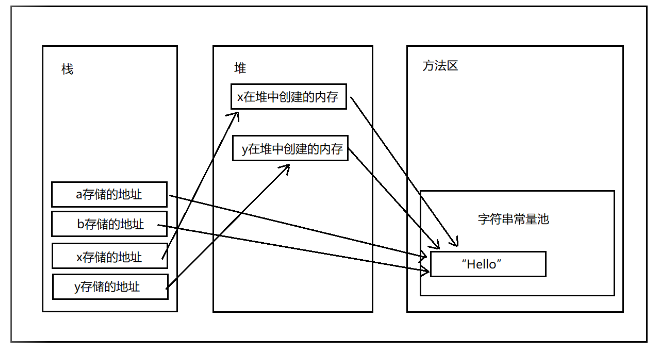 栈
堆
方法区
x在堆中创建的内存
y在堆中创建的内存
a存储的地址
b存储的地址
x存储的地址
y存储的地址
字符串常量池
“Hello”